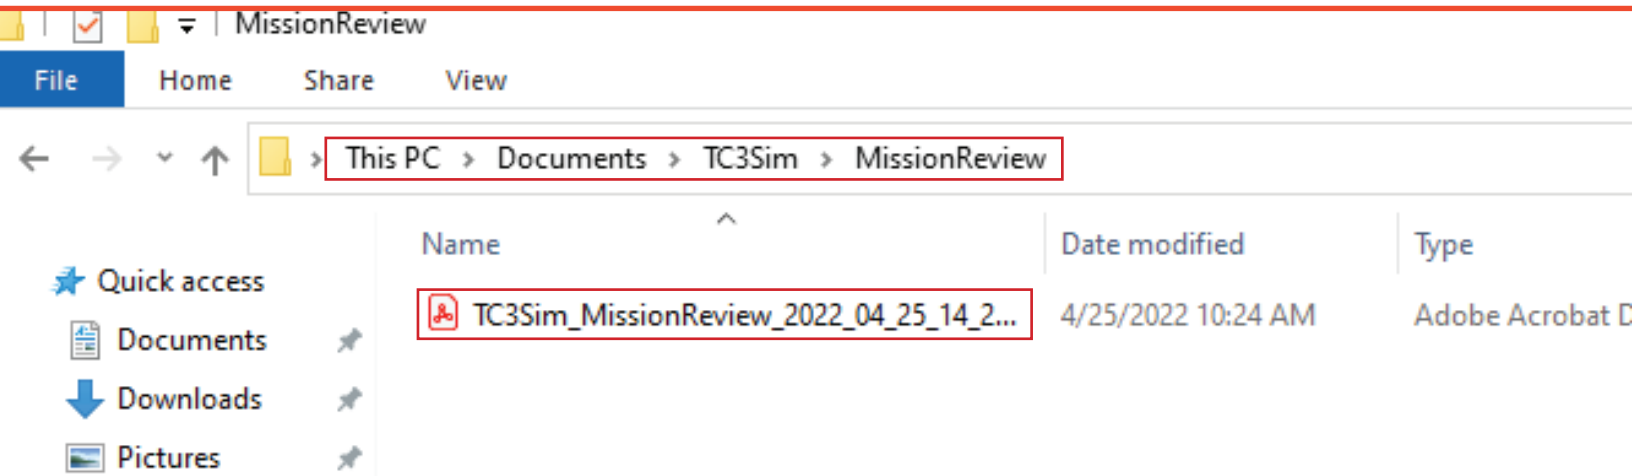 MissionReview
File Home Share View
This PC > Documents > TC3Sim > MissionReview
Name Date modified Type
Quick access
TC3Sim_MissionReview_2022_04_25_14_2... 4/25/2022 10:24 AM Adobe Acrobat D
Documents
Downloads
Pictures